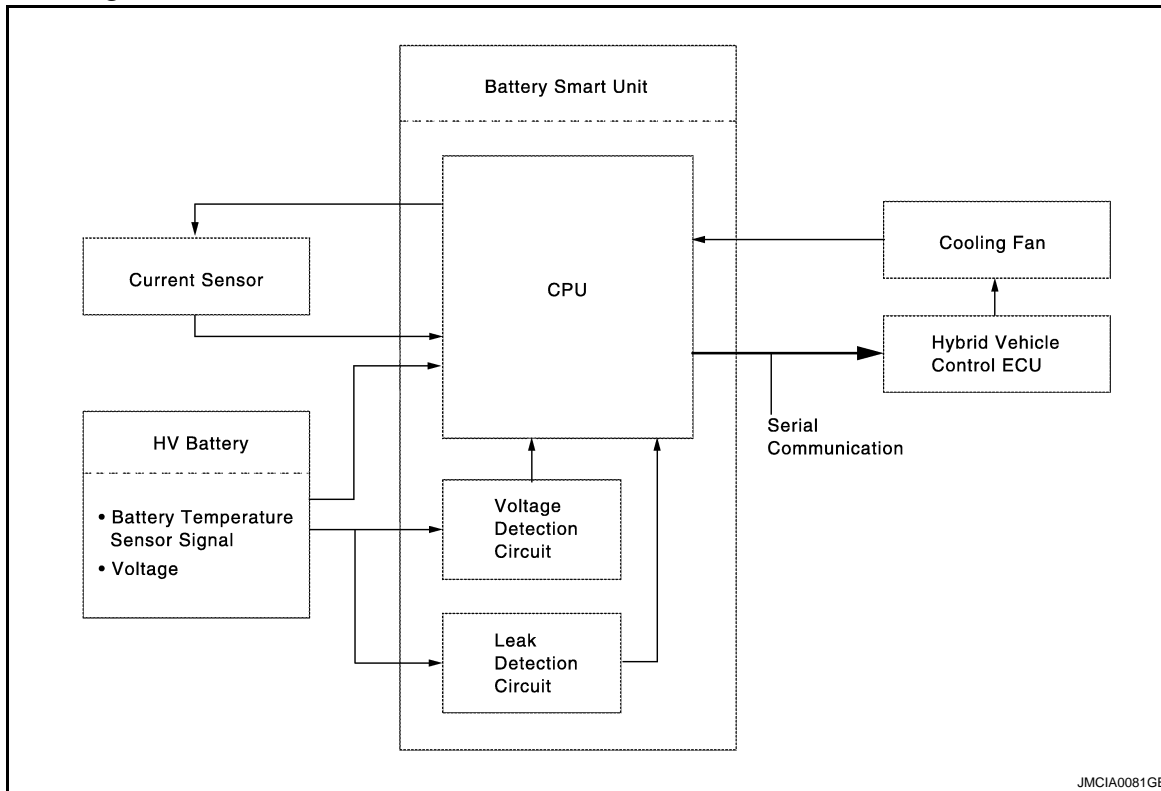 Battery Smart Unit
CPU
Current Sensor
Cooling Fan
Hybrid Vehicle
Control ECU
Serial
Communication
HV Battery
• Battery Temperature
Sensor Signal
• Voltage
Voltage
Detection
Circuit
Leak
Detection
Circuit